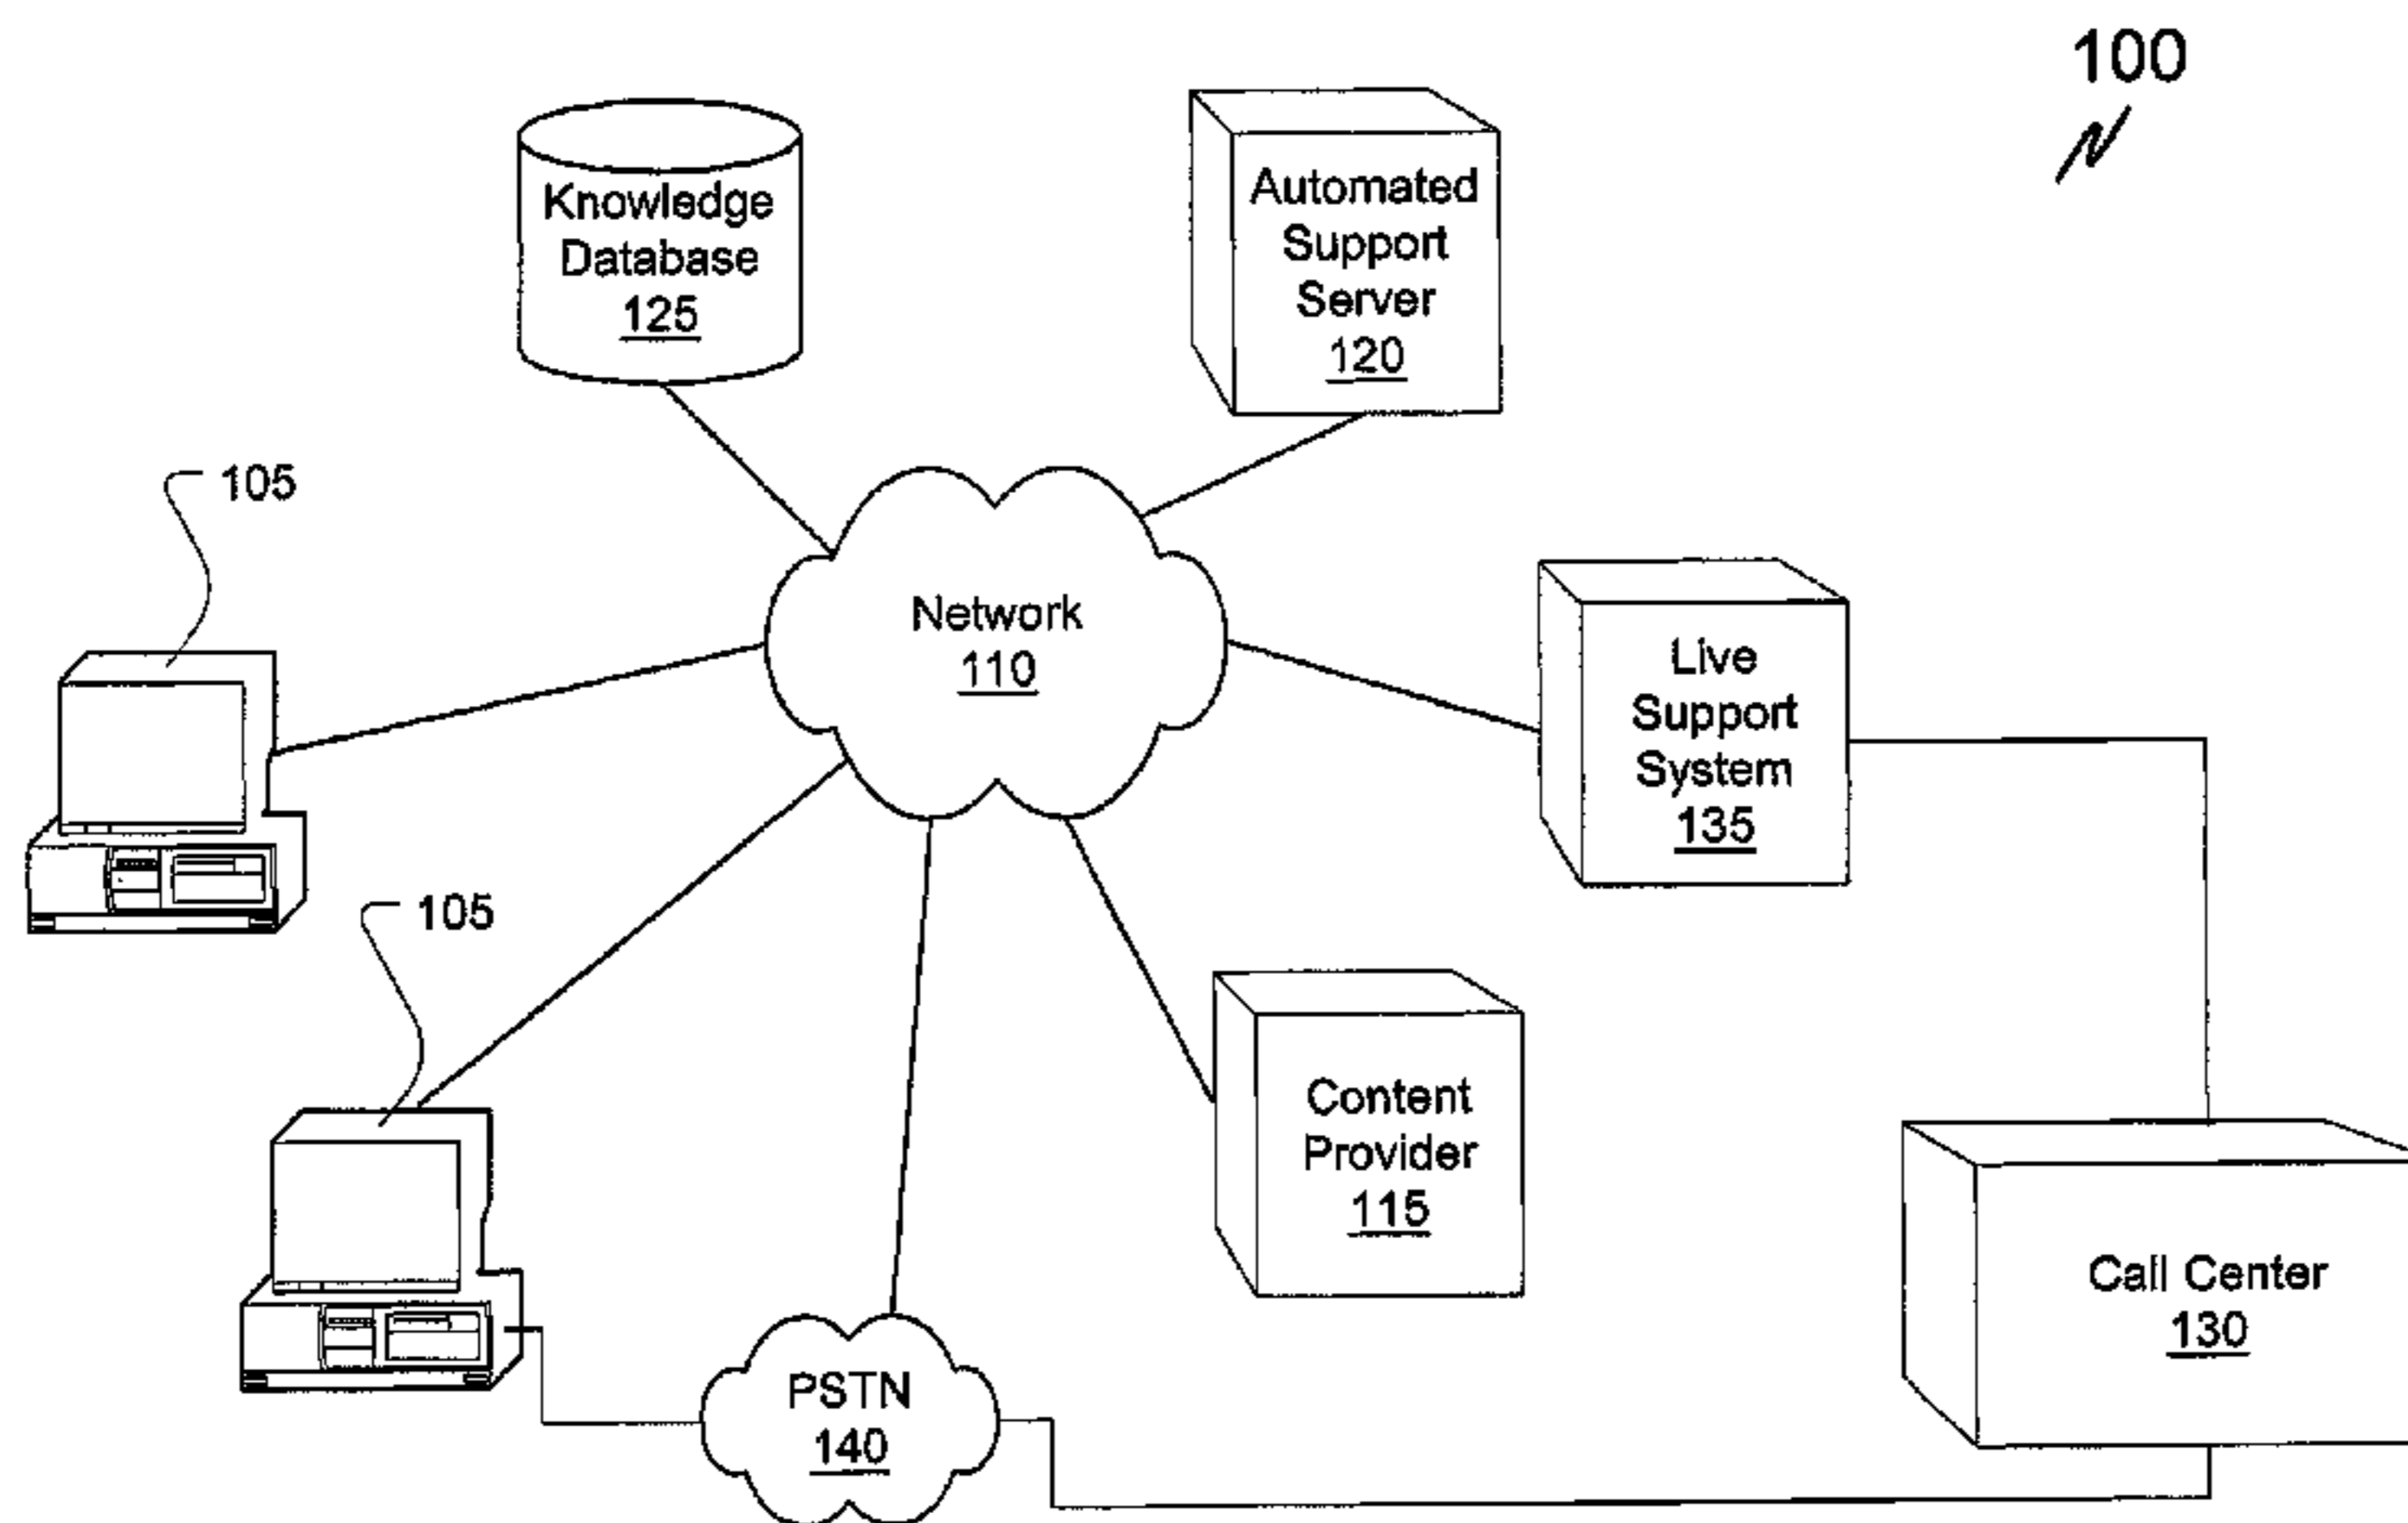 100
Knowledge
Database
125
Automated
Support
Server
120
105
Network
110
Live
Support
System
135
105
Content
Provider
115
Call Center
130
PSTN
140